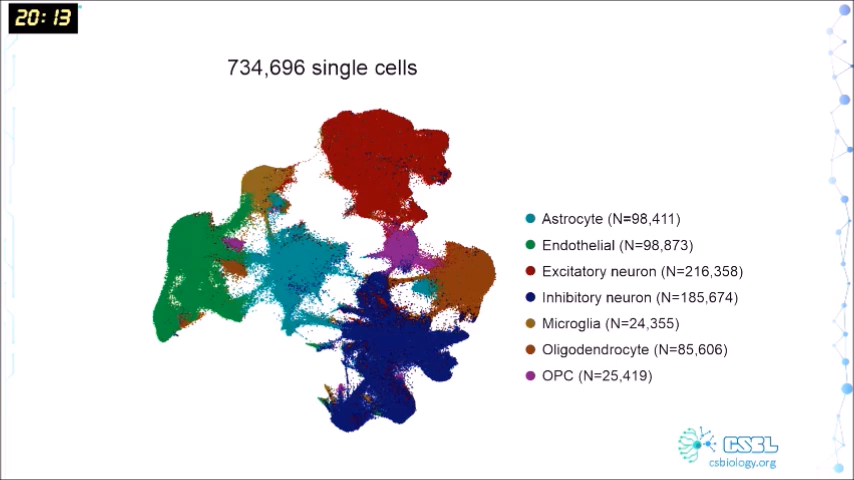 20:13
734,696 single cells
Astrocyte (N=98,411)
Endothelial (N=98,873)
Excitatory neuron (N=216,358)
Inhibitory neuron (N=185,674)
Microglia (N=24,355)
Oligodendrocyte (N=85,606)
OPC (N=25,419)
CSBL
csbiology.org